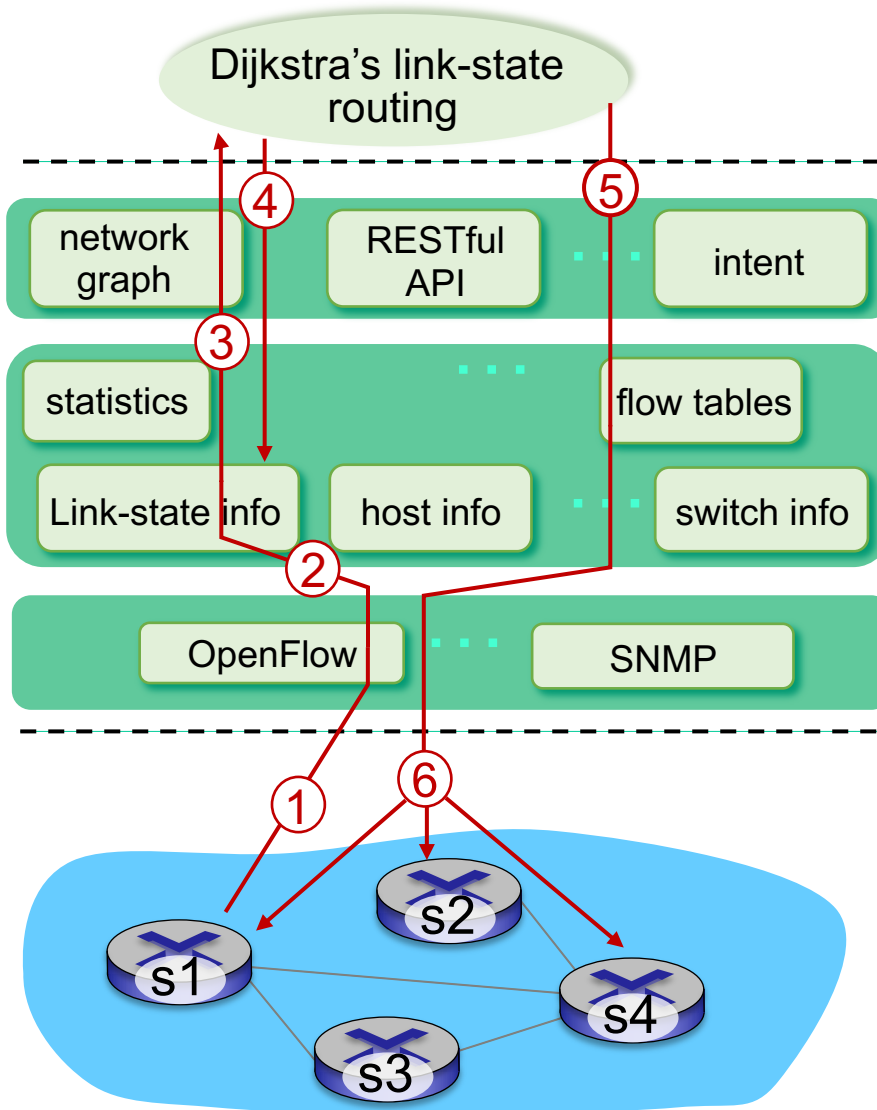 Dijkstra’s link-state
routing
4
5
network
graph
RESTful
API
intent
3
statistics
flow tables
Link-state info
host info
switch info
2
OpenFlow
SNMP
1
6
s2
s1
s4
s3